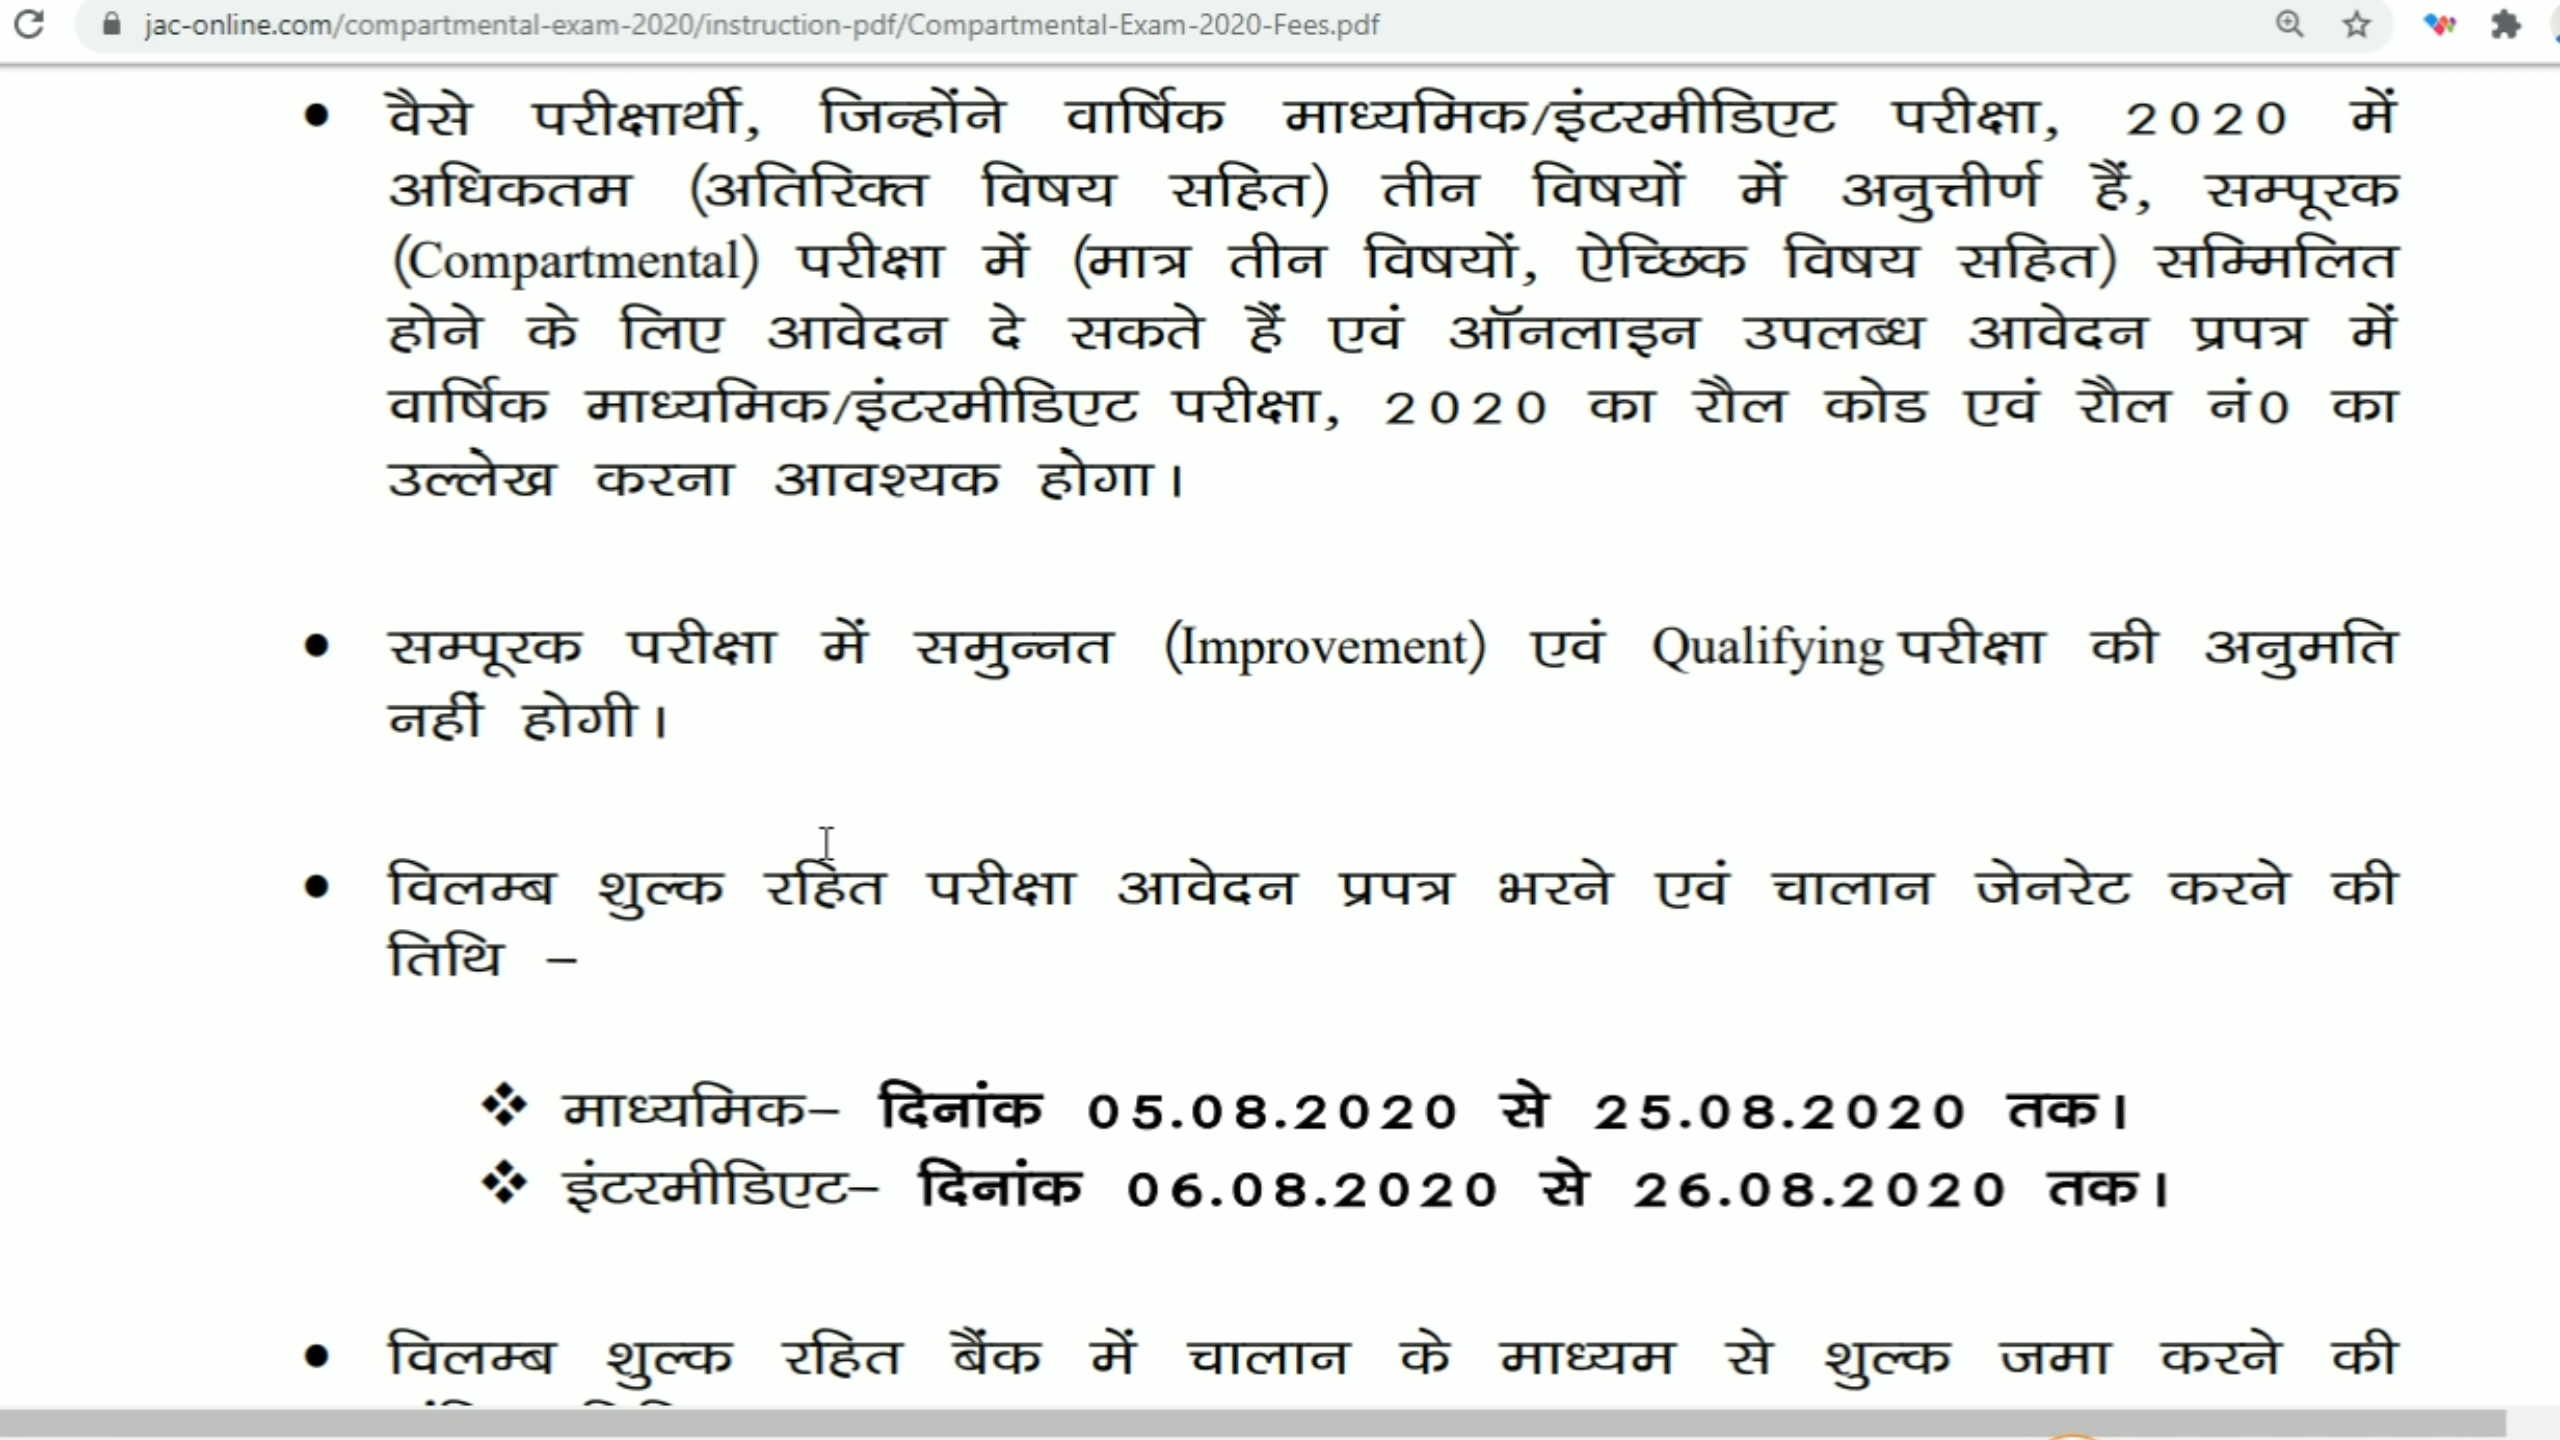 jac-online.com/compartmental-exam-2020/instruction-pdf/Compartmental-Exam-2020-Fees.pdf
• वैसे परीक्षार्थी, जिन्होंने वार्षिक माध्यमिक/इंटरमीडिएट परीक्षा, 2020 में
अधिकतम (अतिरिक्त विषय सहित) तीन विषयों में अनुत्तीर्ण हैं, सम्पूरक
(Compartmental) परीक्षा में (मात्र तीन विषयों, ऐच्छिक विषय सहित) सम्मिलित
होने के लिए आवेदन दे सकते हैं एवं ऑनलाइन उपलब्ध आवेदन प्रपत्र में
वार्षिक माध्यमिक/इंटरमीडिएट परीक्षा, 2020 का रौल कोड एवं रौल नं0 का
उल्लेख करना आवश्यक होगा।
• सम्पूरक परीक्षा में समुन्नत (Improvement) एवं Qualifying परीक्षा की अनुमति
नहीं होगी।
• विलम्ब शुल्क रहित परीक्षा आवेदन प्रपत्र भरने एवं चालान जेनरेट करने की
तिथि –
❖ माध्यमिक– दिनांक 05.08.2020 से 25.08.2020 तक।
❖ इंटरमीडिएट– दिनांक 06.08.2020 से 26.08.2020 तक।
• विलम्ब शुल्क रहित बैंक में चालान के माध्यम से शुल्क जमा करने की